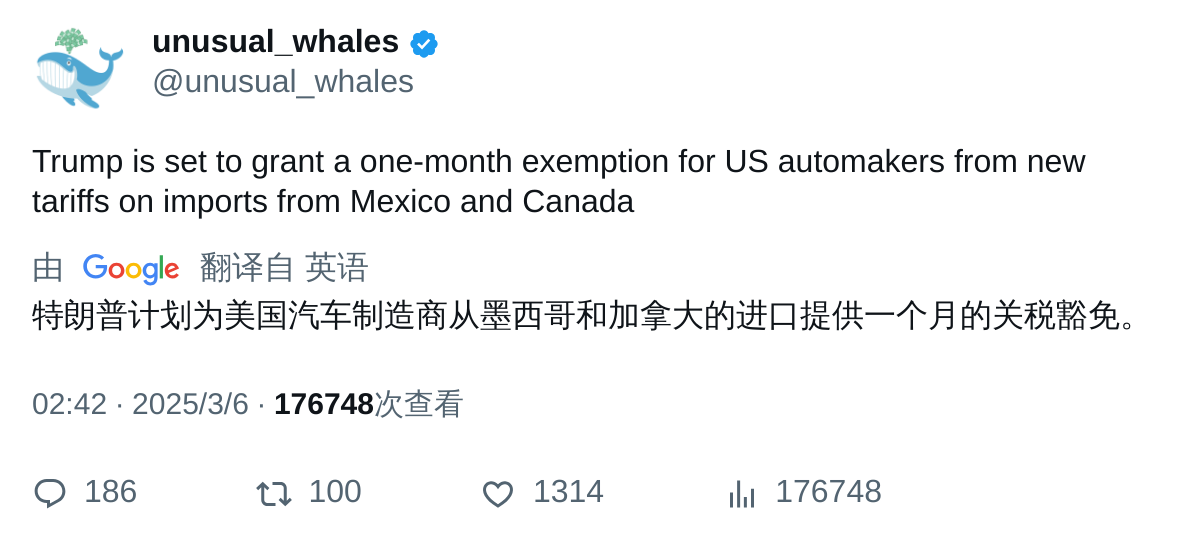 unusual_whales
@unusual_whales
Trump is set to grant a one-month exemption for US automakers from new
tariffs on imports from Mexico and Canada
由 Google 翻译自 英语
特朗普计划为美国汽车制造商从墨西哥和加拿大的进口提供一个月的关税豁免。
02:42 · 2025/3/6 · 176748次查看
186 100 1314 176748